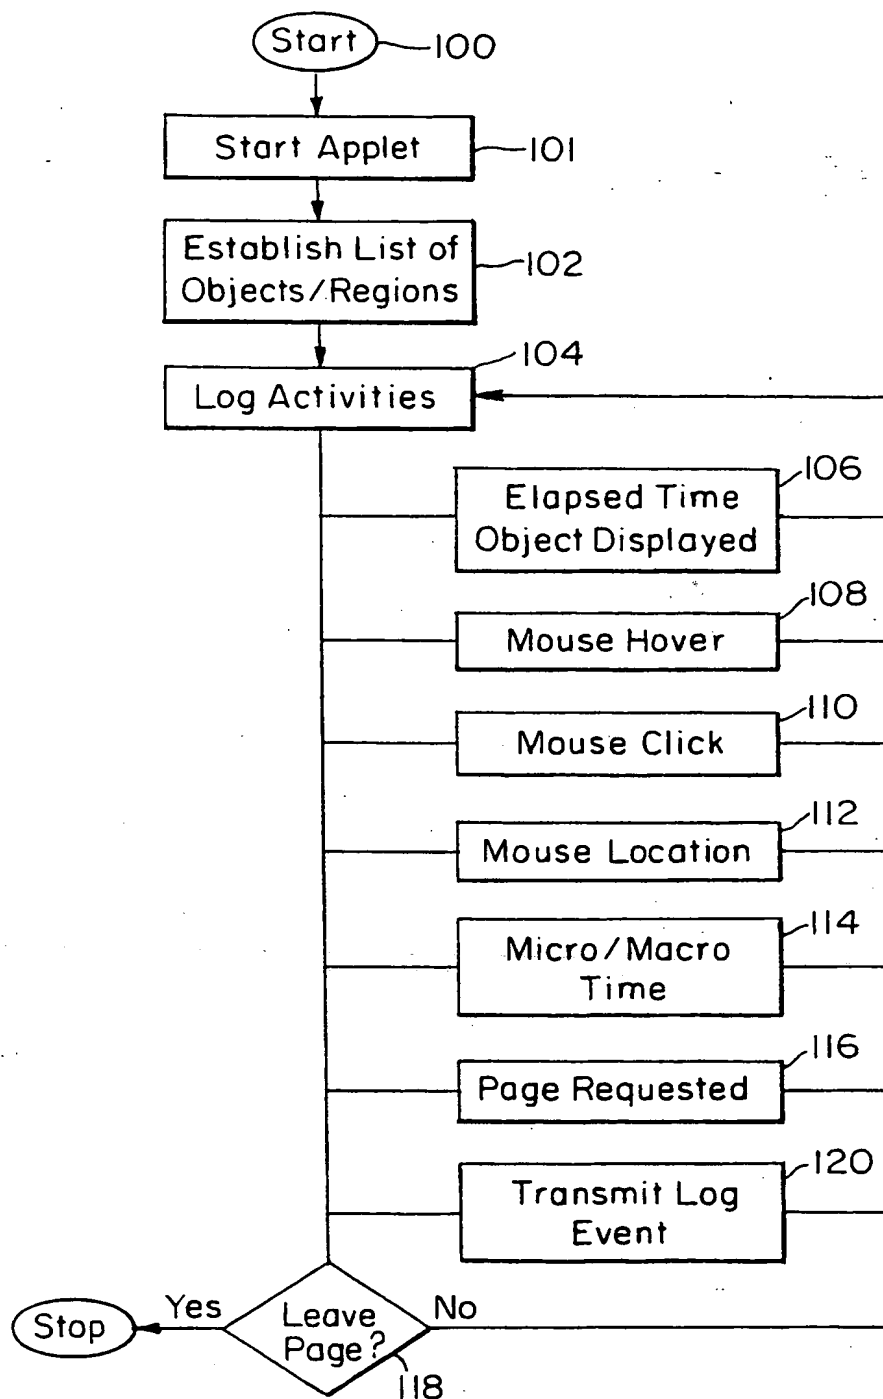 Start
100
Start Applet
101
Establish List of
Objects/Regions
102
104
Log Activities
106
Elapsed Time
Object Displayed
108
Mouse Hover
110
Mouse Click
112
Mouse Location
114
Micro/Macro
Time
116
Page Requested
120
Transmit Log
Event
Yes
No
Stop
Leave
Page?
118